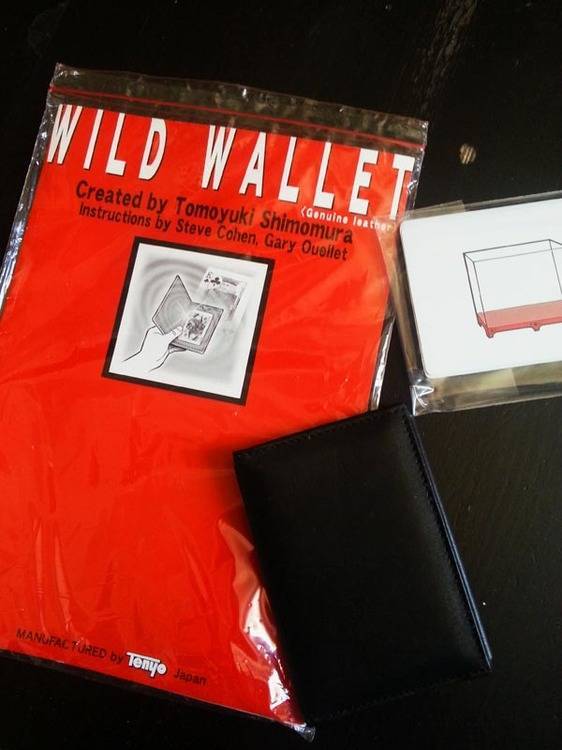 WILD WALLET
(Genuine leather
Created by Tomoyuki Shimomura
Instructions by Steve Cohen, Gary Ouellet
MANUFACTURED by Tenyo Japan